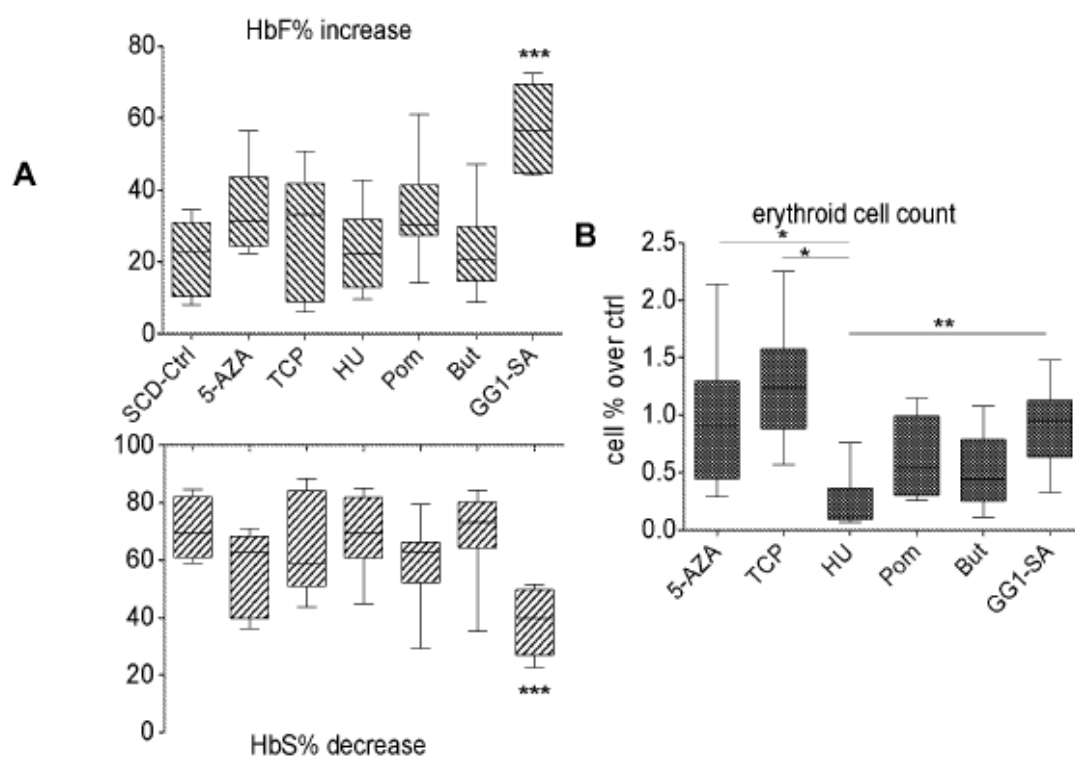 HbF% increase
A
80
60
40
20
0
***
SCD-Ctrl
5-AZA
TCP
HU
Pom
But
GG1-SA
100
80
60
40
20
0
***
HbS% decrease
B
erythroid cell count
cell % over ctrl
2.5
2.0
1.5
1.0
0.5
0.0
*
*
**
5-AZA
TCP
HU
Pom
But
GG1-SA